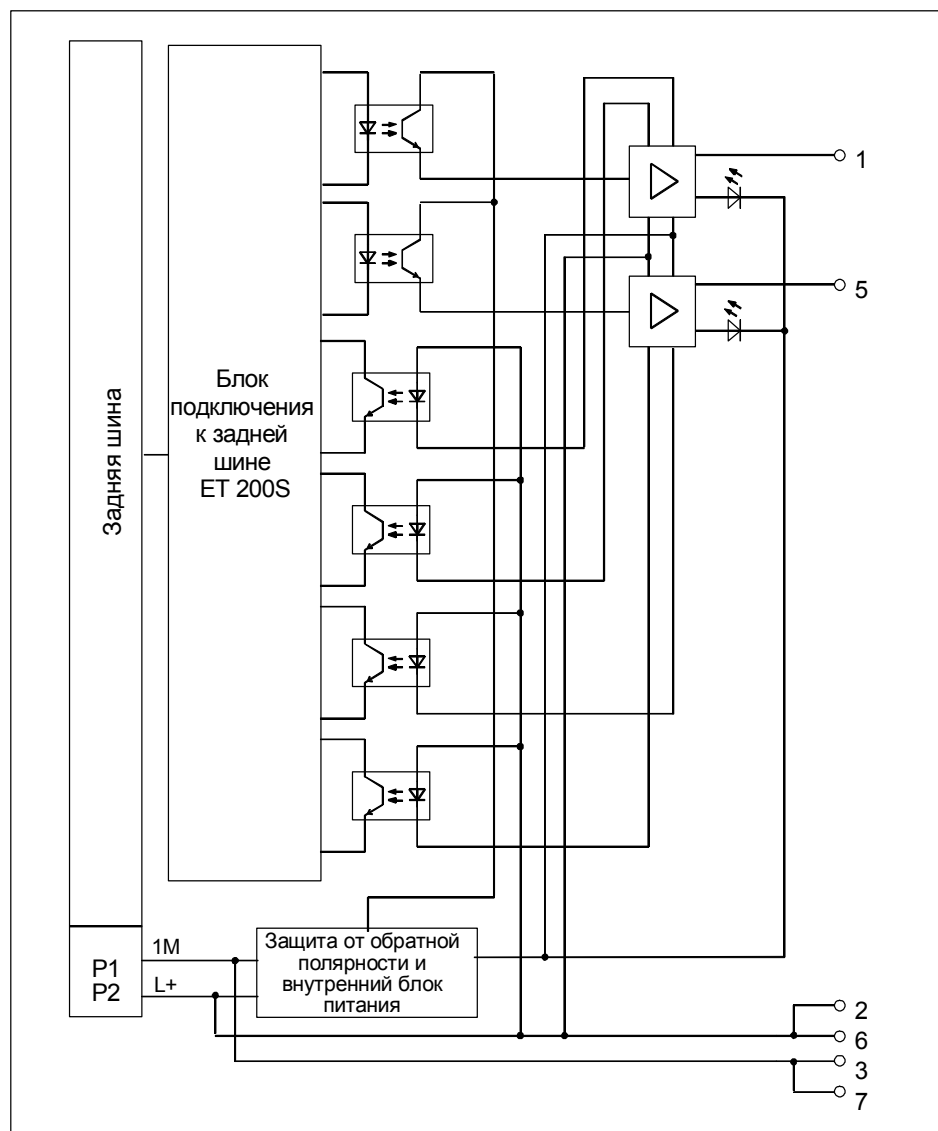 Задняя шина
Блок
подключения
к задней
шине
ET 200S
1
5
P1
P2
1M
L+
Защита от обратной
полярности и
внутренний блок
питания
2
6
3
7